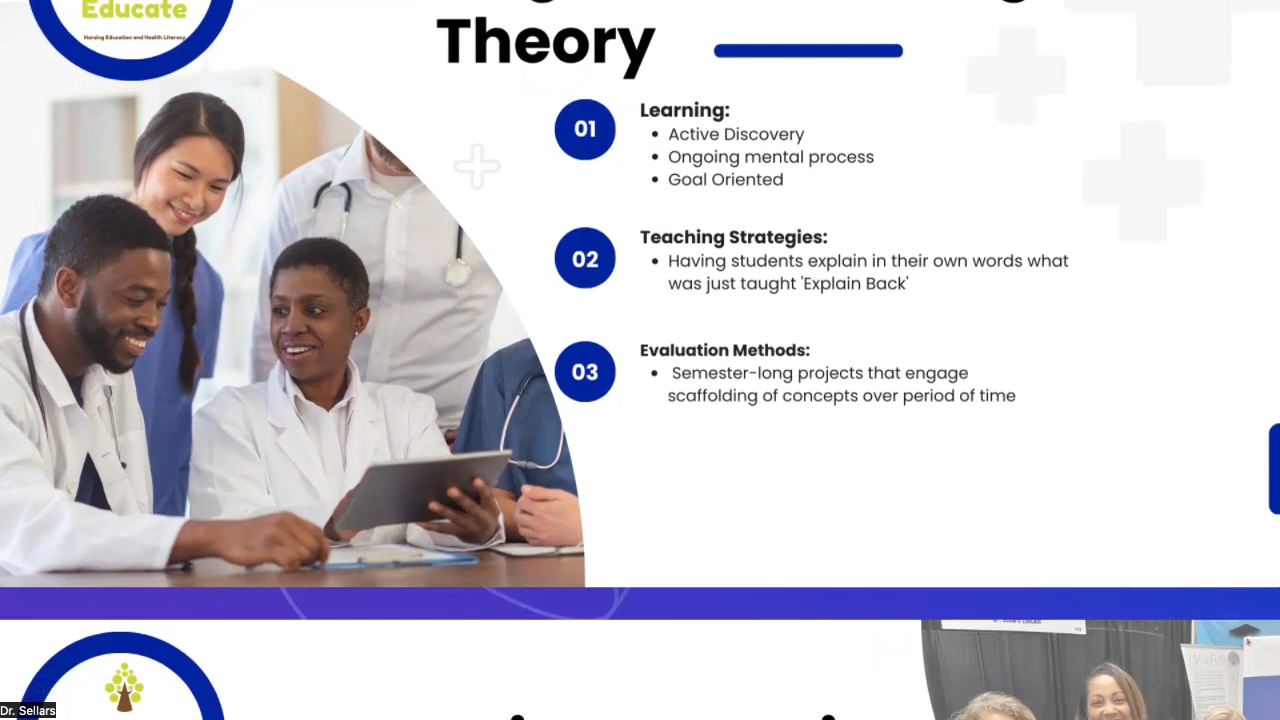 Educate
Nursing Education and Health Literacy
Theory
01
Learning:
• Active Discovery
• Ongoing mental process
• Goal Oriented
02
Teaching Strategies:
• Having students explain in their own words what
was just taught 'Explain Back'
03
Evaluation Methods:
• Semester-long projects that engage
scaffolding of concepts over period of time
Dr. Sellars